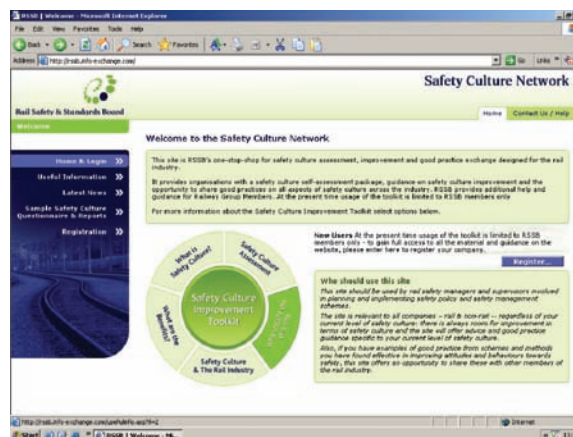 RSSB | Welcome - Microsoft Internet Explorer
File Edit View Favorites Tools Help
Back Search Favorites
Address http://rssb.info-exchange.com/ Go Links
Rail Safety & Standards Board
Safety Culture Network
Home Contact Us / Help
Welcome
Home & Login
Useful Information
Latest News
Sample Safety Culture
Questionnaire & Reports
Registration
Welcome to the Safety Culture Network
This site is RSSB's one-stop-shop for safety culture assessment, improvement and good practice exchange designed for the rail
industry.
It provides organisations with a safety culture self-assessment package, guidance on safety culture improvement and the
opportunity to share good practices on all aspects of safety culture across the industry. RSSB provides additional help and
guidance for Railway Group Members. At the present time usage of the toolkit is limited to RSSB members only
For more information about the Safety Culture Improvement Toolkit select options below.
What is
Safety Culture?
Safety Culture
Assessment
Safety Culture
Improvement
Toolkit
What are the
Benefits?
Safety Culture
& The Rail Industry
New Users At the present time usage of the toolkit is limited to RSSB
members only - to gain full access to all the material and guidance on the
website, please enter here to register your company.
Register...
Who should use this site
This site should be used by rail safety managers and supervisors involved
in planning and implementing safety policy and safety management
schemes.
The site is relevant to all companies - rail & non-rail - regardless of your
current level of safety culture: there is always room for improvement in
terms of safety culture and the site will offer advice and good practice
guidance specific to your current level of safety culture.
Also, if you have examples of good practice from schemes and methods
you have found effective in improving attitudes and behaviours towards
safety, this site offers an opportunity to share these with other members of
the rail industry.
Internet
Start RSSB | Welcome - Mi...